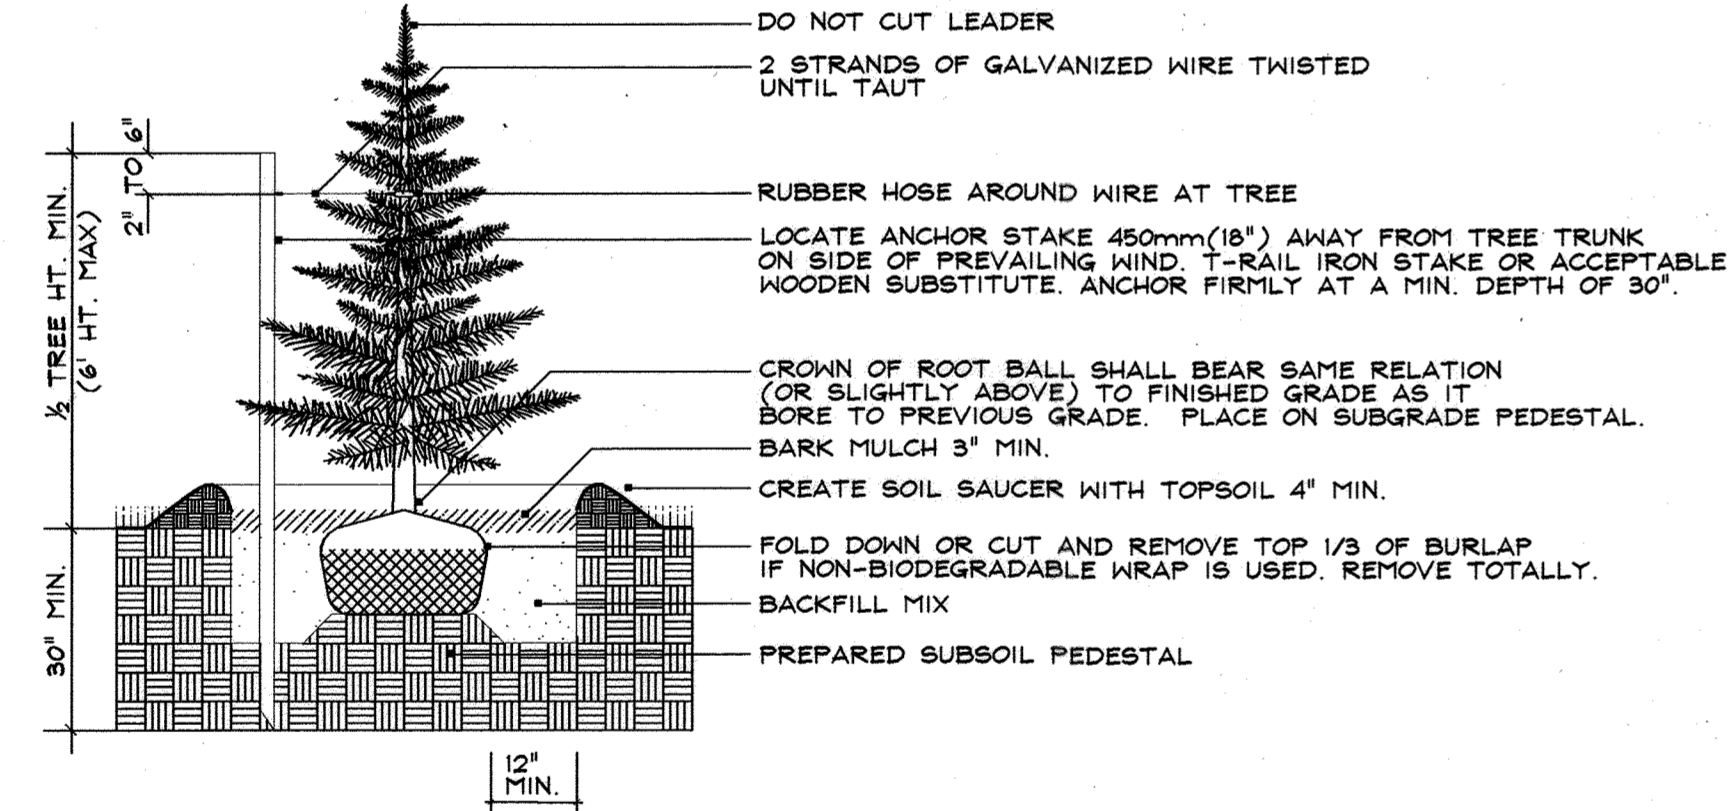 DO NOT CUT LEADER
2 STRANDS OF GALVANIZED WIRE TWISTED
UNTIL TAUT
RUBBER HOSE AROUND WIRE AT TREE
LOCATE ANCHOR STAKE 450mm(18") AWAY FROM TREE TRUNK
ON SIDE OF PREVAILING WIND. T-RAIL IRON STAKE OR ACCEPTABLE
WOODEN SUBSTITUTE. ANCHOR FIRMLY AT A MIN. DEPTH OF 30".
CROWN OF ROOT BALL SHALL BEAR SAME RELATION
(OR SLIGHTLY ABOVE) TO FINISHED GRADE AS IT
BORE TO PREVIOUS GRADE. PLACE ON SUBGRADE PEDESTAL.
BARK MULCH 3" MIN.
CREATE SOIL SAUCER WITH TOPSOIL 4" MIN.
FOLD DOWN OR CUT AND REMOVE TOP 1/3 OF BURLAP
IF NON-BIODEGRADABLE WRAP IS USED. REMOVE TOTALLY.
BACKFILL MIX
PREPARED SUBSOIL PEDESTAL
2" TO 6"
½ TREE HT. MIN.
(6' HT. MAX)
30" MIN.
12"
MIN.